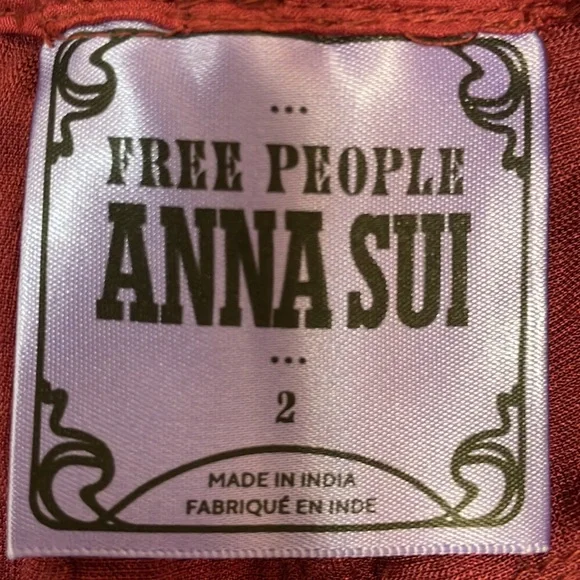 FREE PEOPLE
ANNA SUI
2
MADE IN INDIA
FABRIQUÉ EN INDE